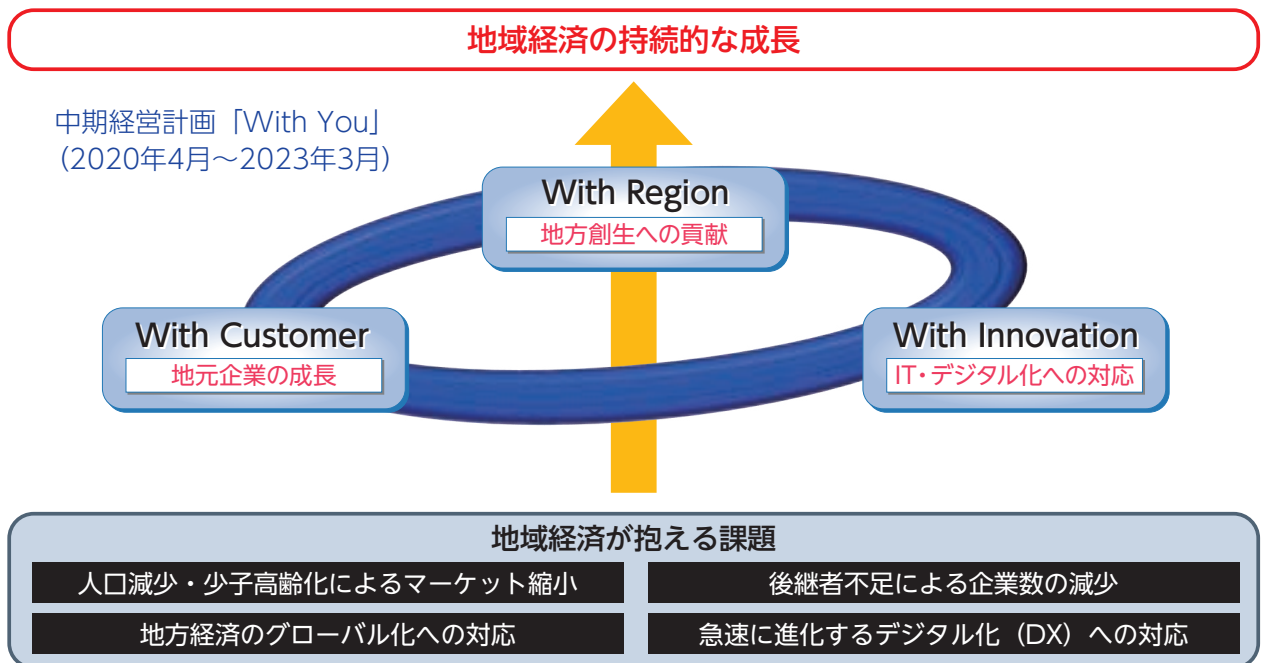 地域経済の持続的な成長
中期経営計画「With You」
(2020年4月～2023年3月)
With Region
地方創生への貢献
With Customer
地元企業の成長
With Innovation
IT・デジタル化への対応
地域経済が抱える課題
人口減少・少子高齢化によるマーケット縮小
後継者不足による企業数の減少
地方経済のグローバル化への対応
急速に進化するデジタル化（DX）への対応